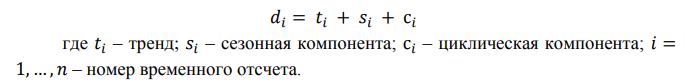 𝑑ᵢ = 𝑡ᵢ + 𝑠ᵢ + cᵢ
где 𝑡ᵢ – тренд; 𝑠ᵢ – сезонная компонента; cᵢ – циклическая компонента; 𝑖 =
1, … , 𝑛 – номер временного отсчета.